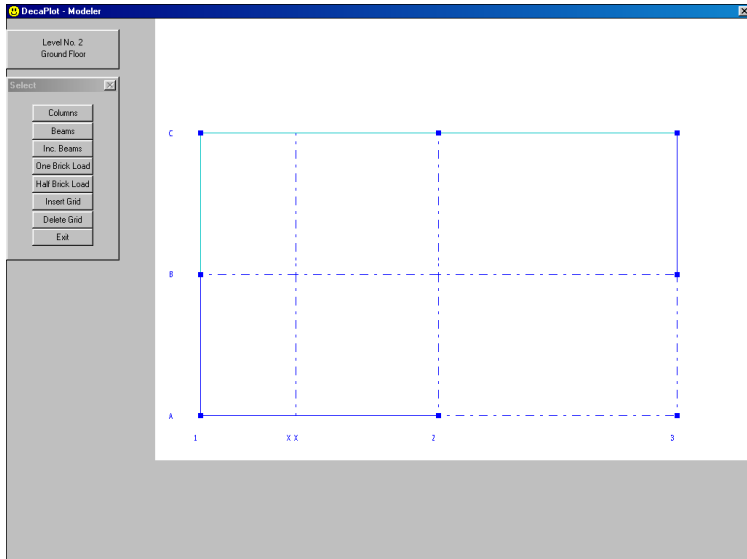 DecaPlot - Modeler
Level No. 2
Ground Floor
Select
Columns
Beams
Inc. Beams
One Brick Load
Half Brick Load
Insert Grid
Delete Grid
Exit
C
B
A
1 X X 2 3